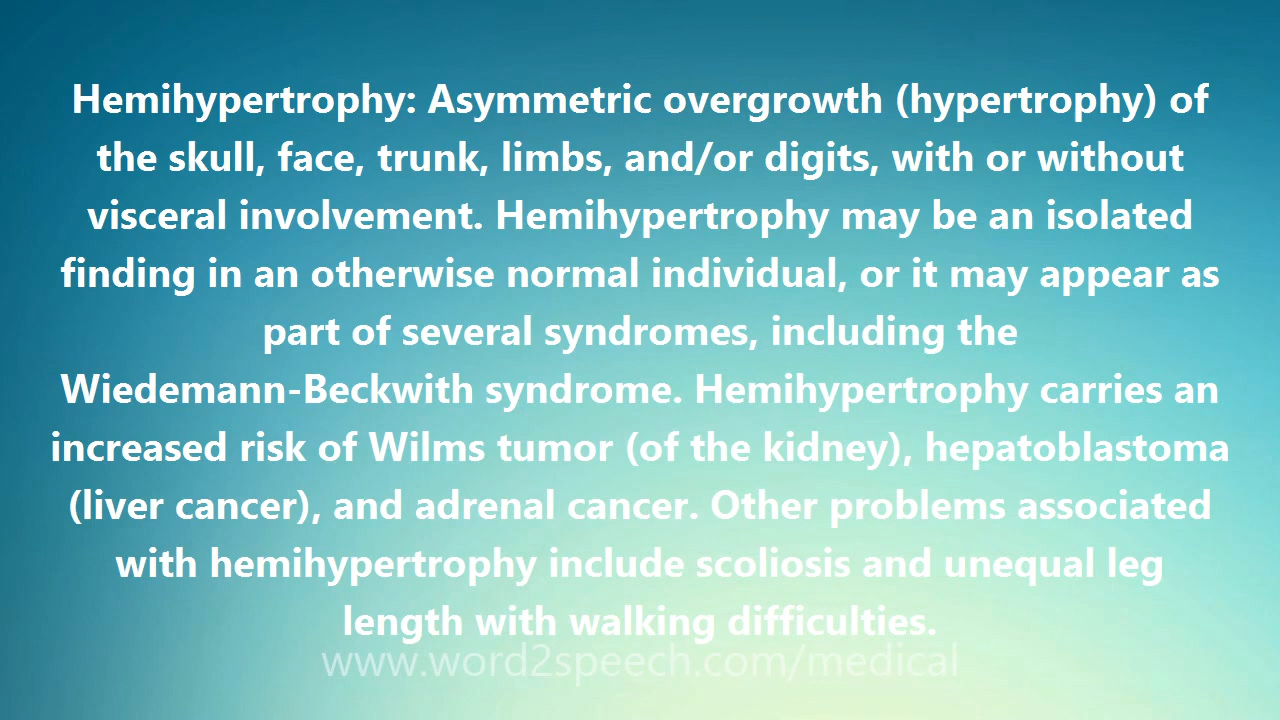 Hemihypertrophy: Asymmetric overgrowth (hypertrophy) of
the skull, face, trunk, limbs, and/or digits, with or without
visceral involvement. Hemihypertrophy may be an isolated
finding in an otherwise normal individual, or it may appear as
part of several syndromes, including the
Wiedemann-Beckwith syndrome. Hemihypertrophy carries an
increased risk of Wilms tumor (of the kidney), hepatoblastoma
(liver cancer), and adrenal cancer. Other problems associated
with hemihypertrophy include scoliosis and unequal leg
length with walking difficulties.
www.word2speech.com/medical